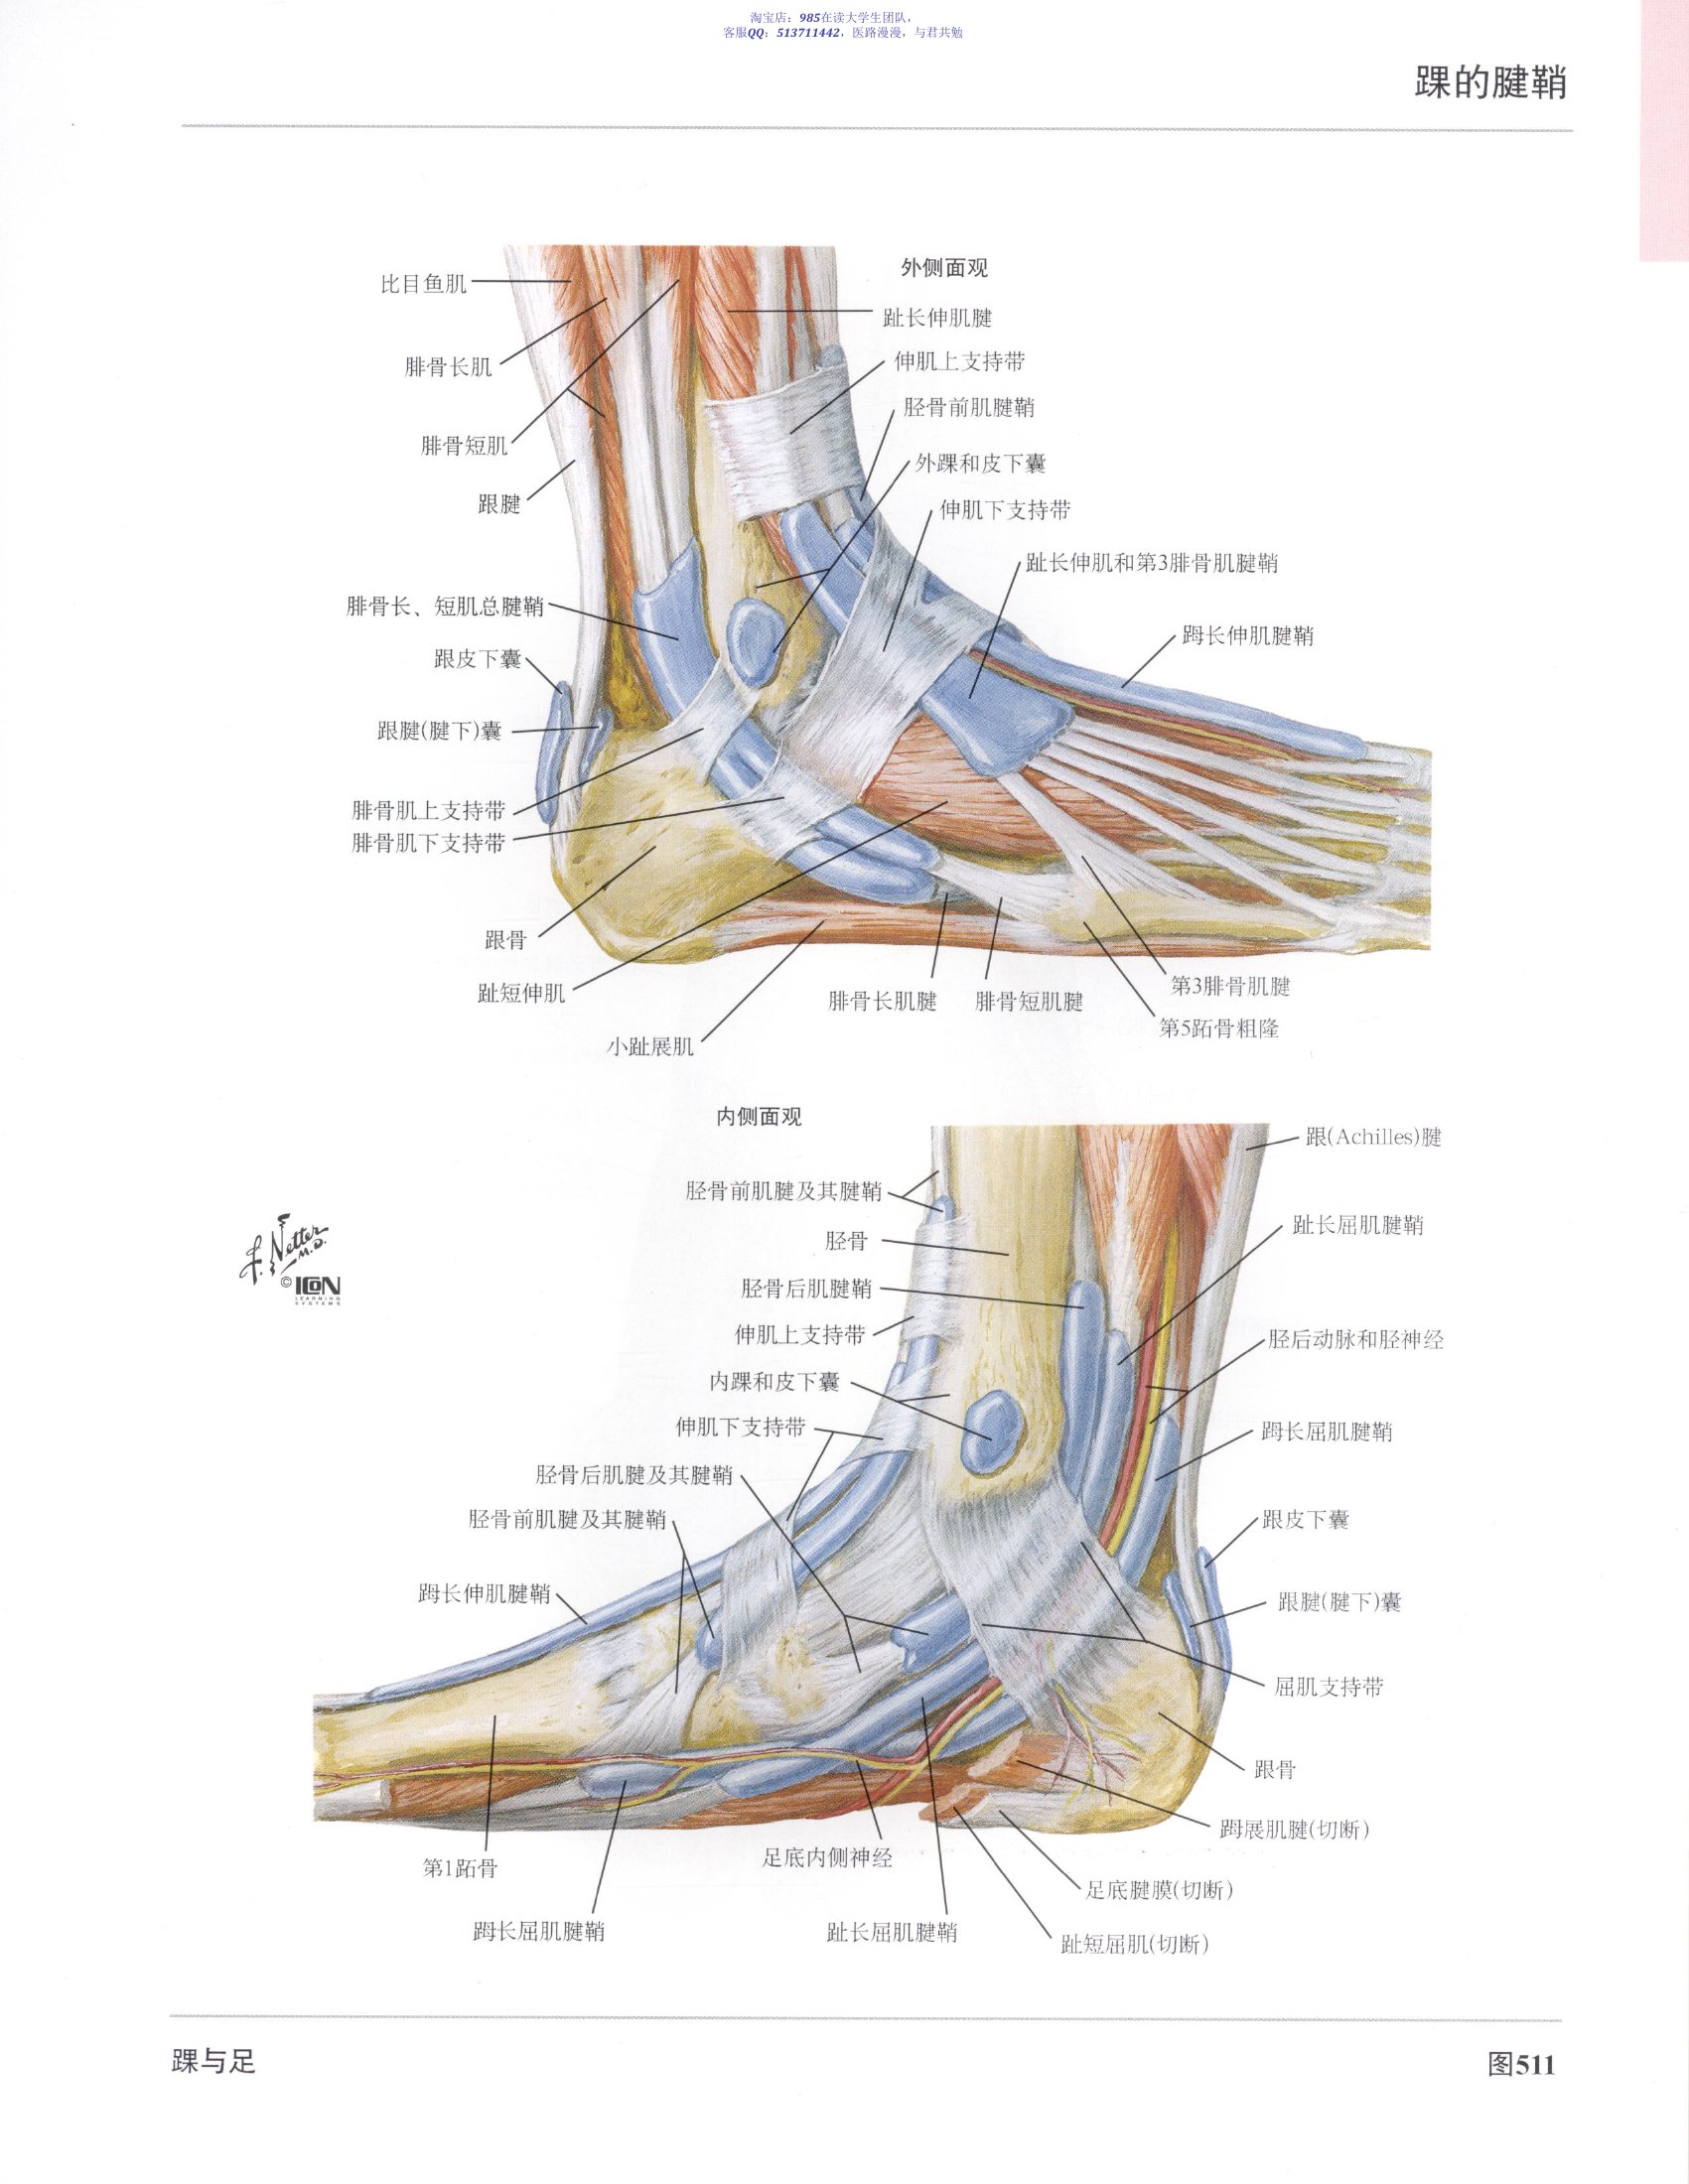 淘宝店：985在读大学生团队，
客服QQ：513711442，医路漫漫，与君共勉
踝的腱鞘
外侧面观
比目鱼肌
腓骨长肌
腓骨短肌
跟腱
腓骨长、短肌总腱鞘
跟皮下囊
跟腱(腱下)囊
腓骨肌上支持带
腓骨肌下支持带
跟骨
趾短伸肌
小趾展肌
趾长伸肌腱
伸肌上支持带
胫骨前肌腱鞘
外踝和皮下囊
伸肌下支持带
趾长伸肌和第3腓骨肌腱鞘
𧿹长伸肌腱鞘
腓骨长肌腱
腓骨短肌腱
第3腓骨肌腱
第5跖骨粗隆
内侧面观
胫骨前肌腱及其腱鞘
胫骨
胫骨后肌腱鞘
伸肌上支持带
内踝和皮下囊
伸肌下支持带
胫骨后肌腱及其腱鞘
胫骨前肌腱及其腱鞘
𧿹长伸肌腱鞘
第1跖骨
𧿹长屈肌腱鞘
足底内侧神经
趾长屈肌腱鞘
跟(Achilles)腱
趾长屈肌腱鞘
胫后动脉和胫神经
𧿹长屈肌腱鞘
跟皮下囊
跟腱(腱下)囊
屈肌支持带
跟骨
𧿹展肌腱(切断)
足底腱膜(切断)
趾短屈肌(切断)
F. Netter
M.D.
©ICON
LEARNING
SYSTEMS
踝与足
图511